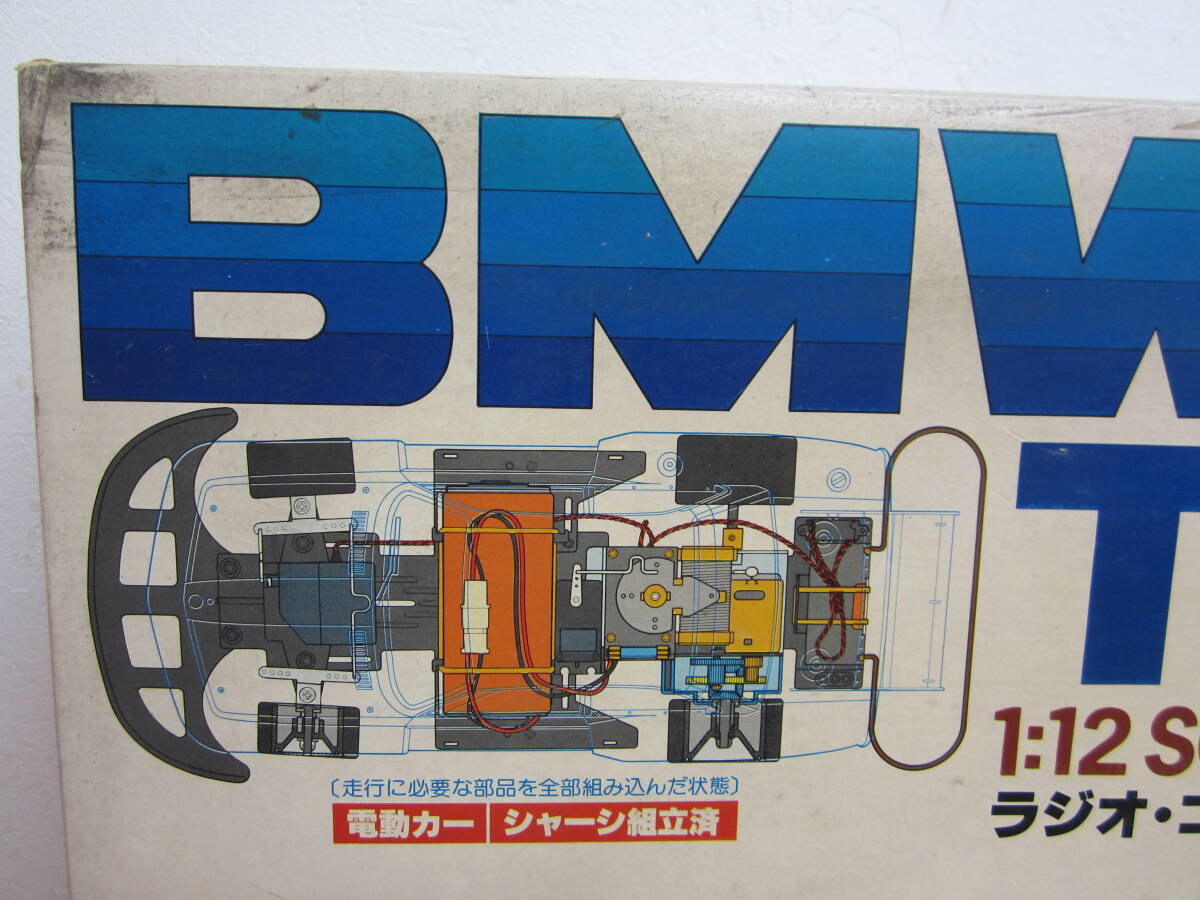 BMW
T
1:12 S
ラジオ・コ
〔走行に必要な部品を全部組み込んだ状態〕
電動カー シャーシ組立済